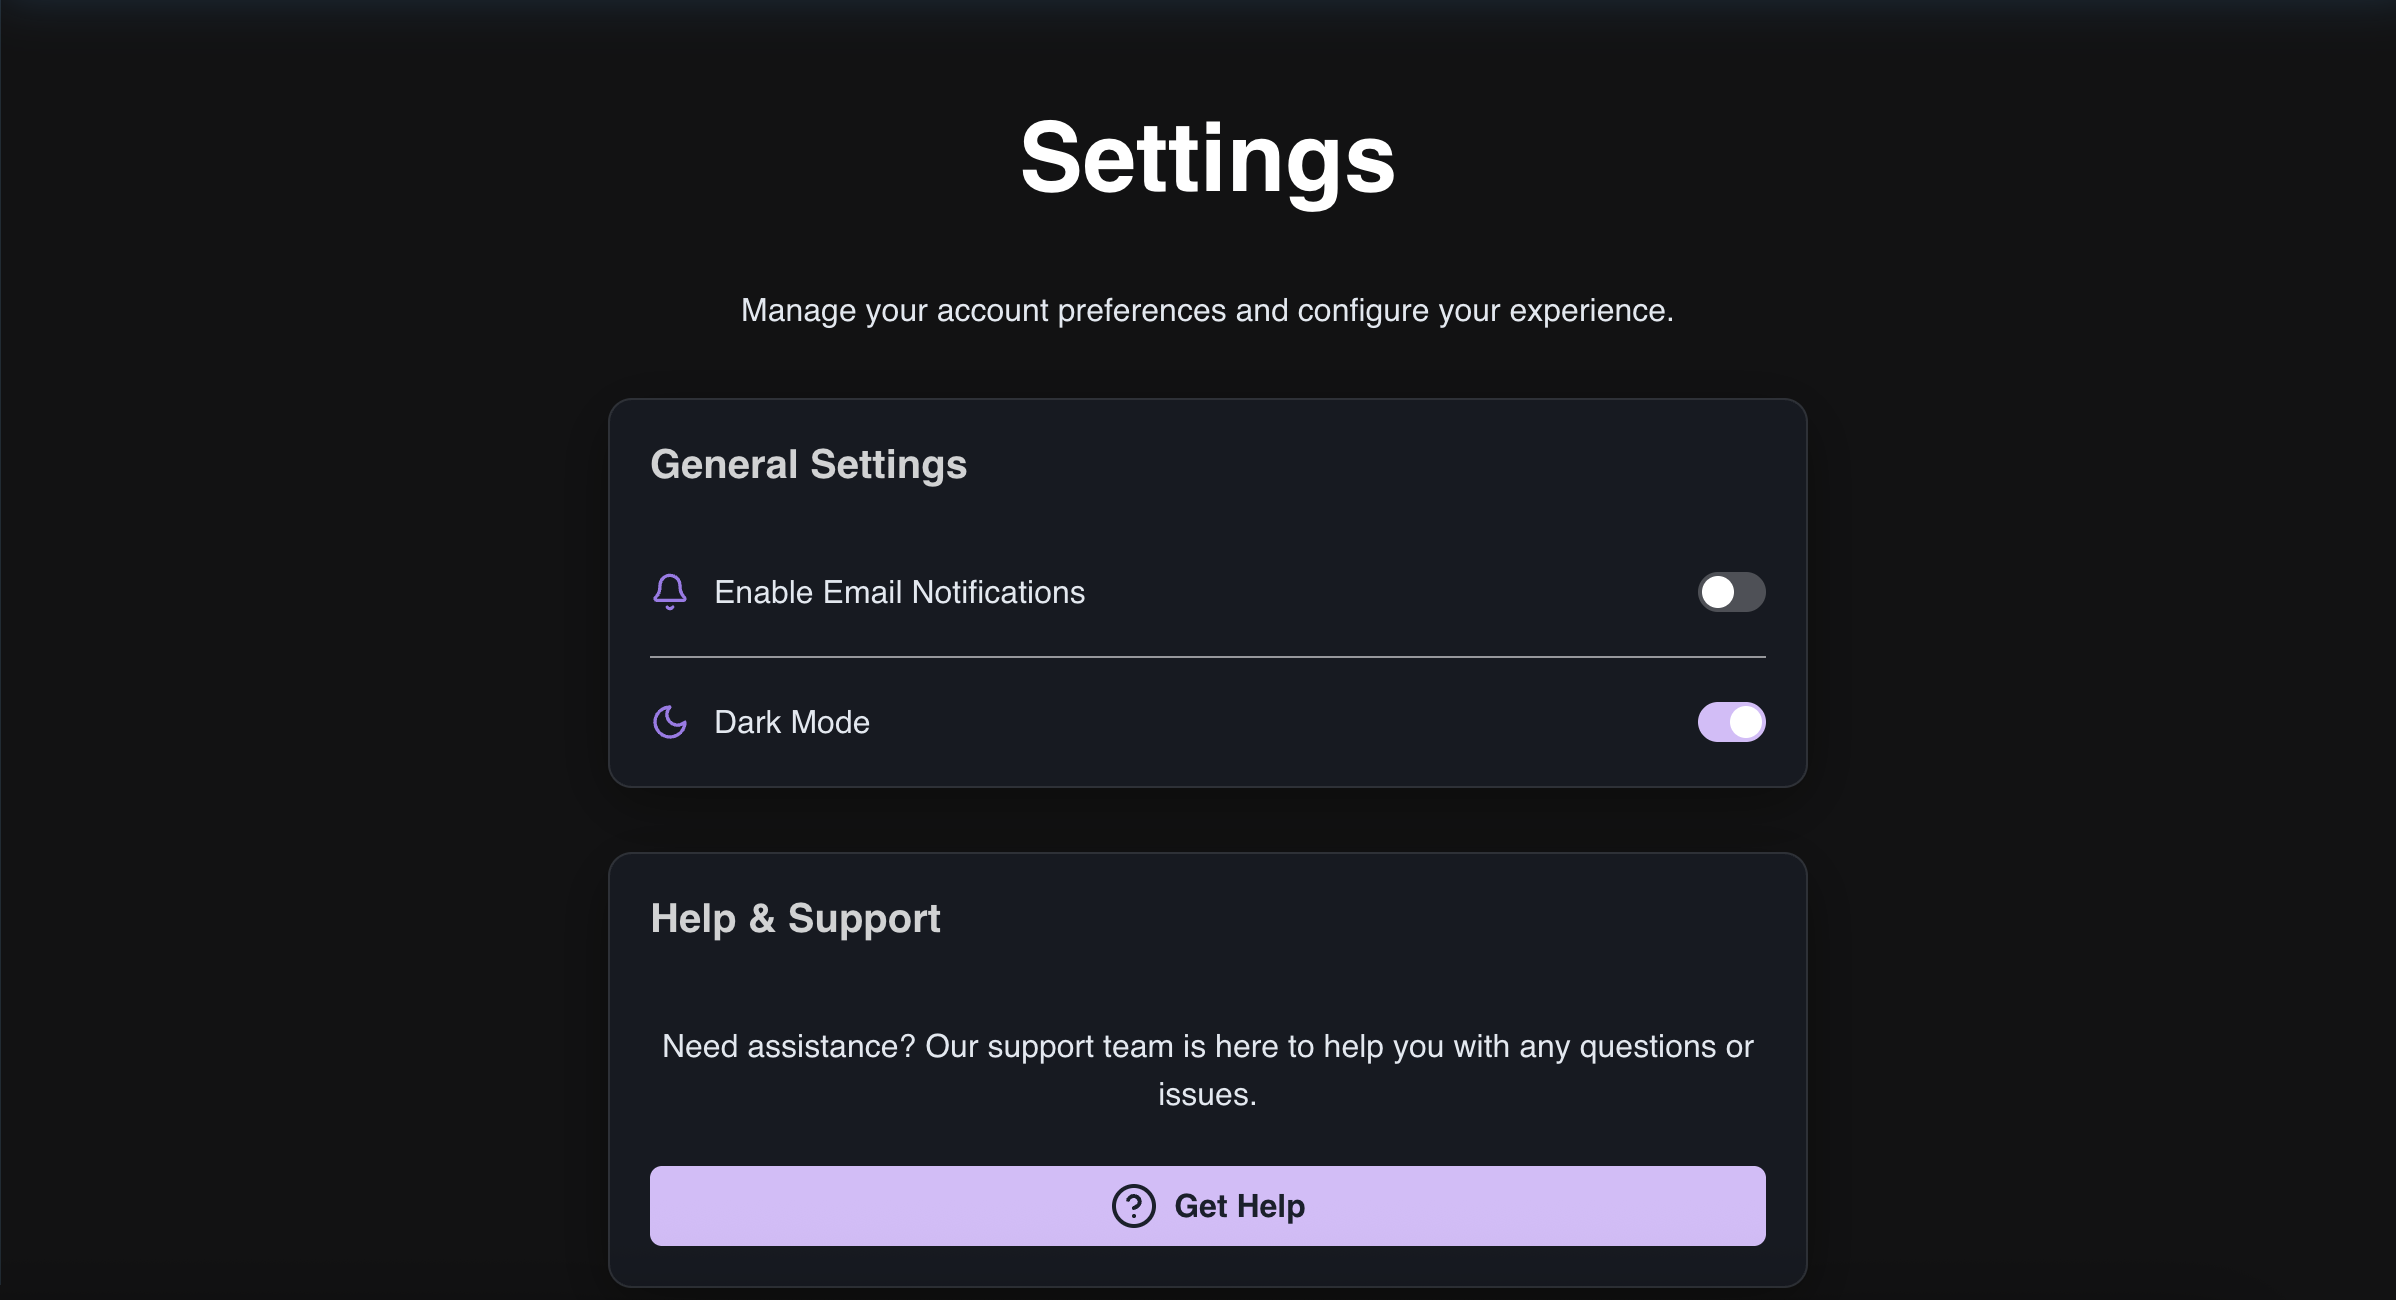 Settings
Manage your account preferences and configure your experience.
General Settings
Enable Email Notifications
Dark Mode
Help & Support
Need assistance? Our support team is here to help you with any questions or
issues.
Get Help